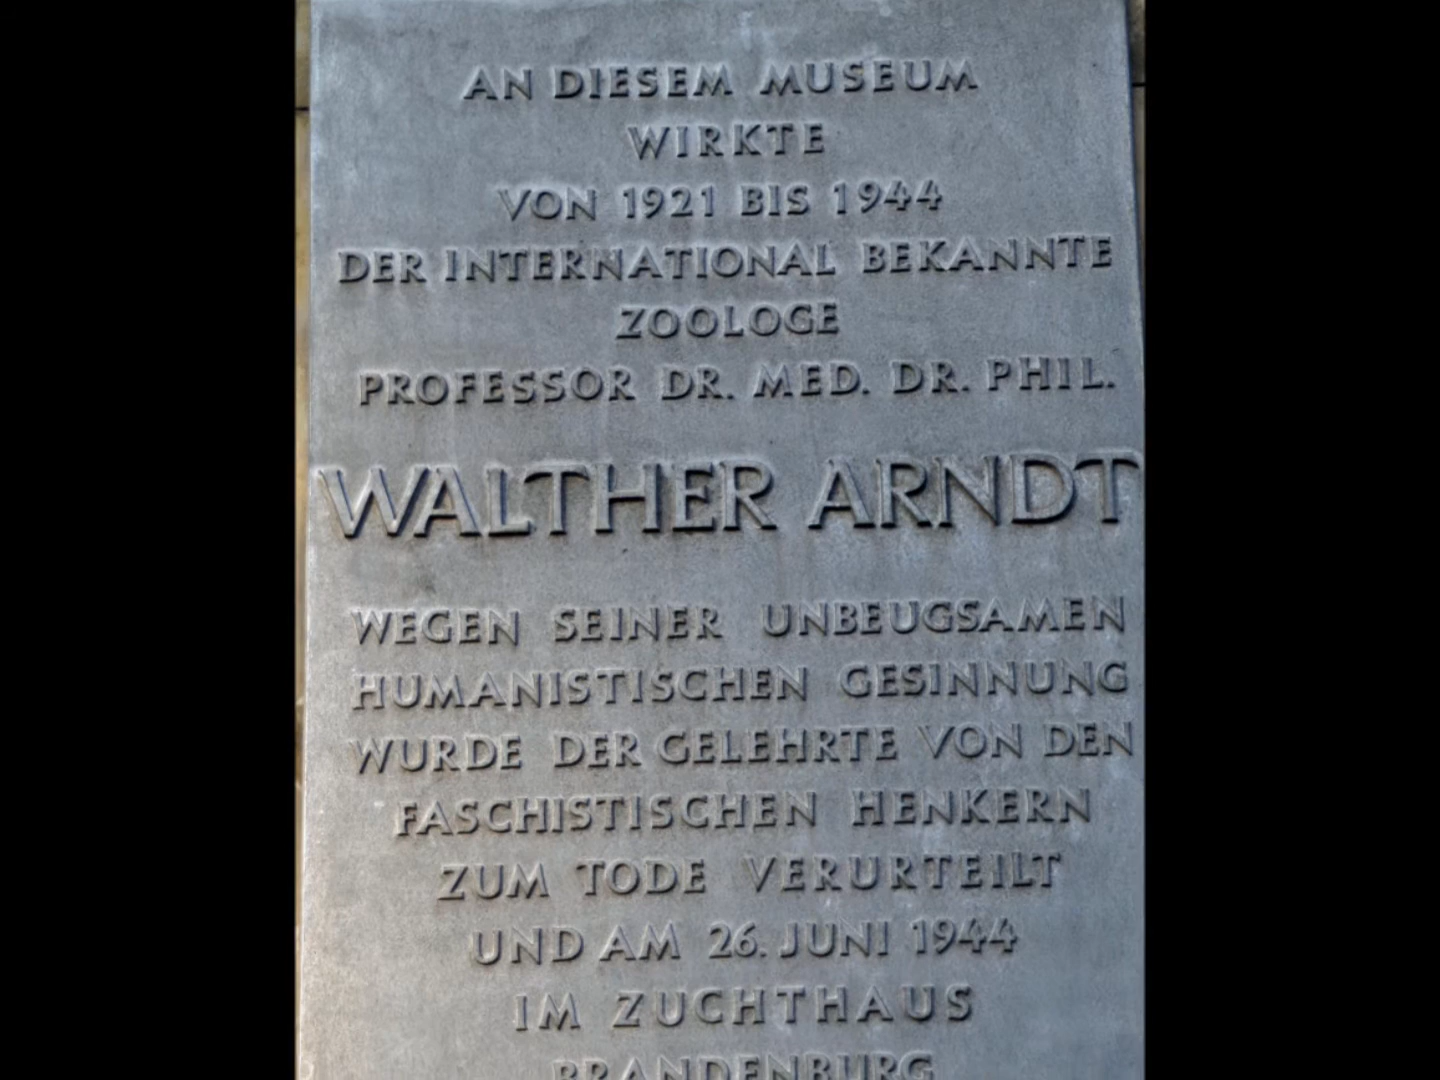 AN DIESEM MUSEUM
WIRKTE
VON 1921 BIS 1944
DER INTERNATIONAL BEKANNTE
ZOOLOGE
PROFESSOR DR. MED. DR. PHIL.
WALTHER ARNDT
WEGEN SEINER UNBEUGSAMEN
HUMANISTISCHEN GESINNUNG
WURDE DER GELEHRTE VON DEN
FASCHISTISCHEN HENKERN
ZUM TODE VERURTEILT
UND AM 26. JUNI 1944
IM ZUCHTHAUS
BRANDENBURG